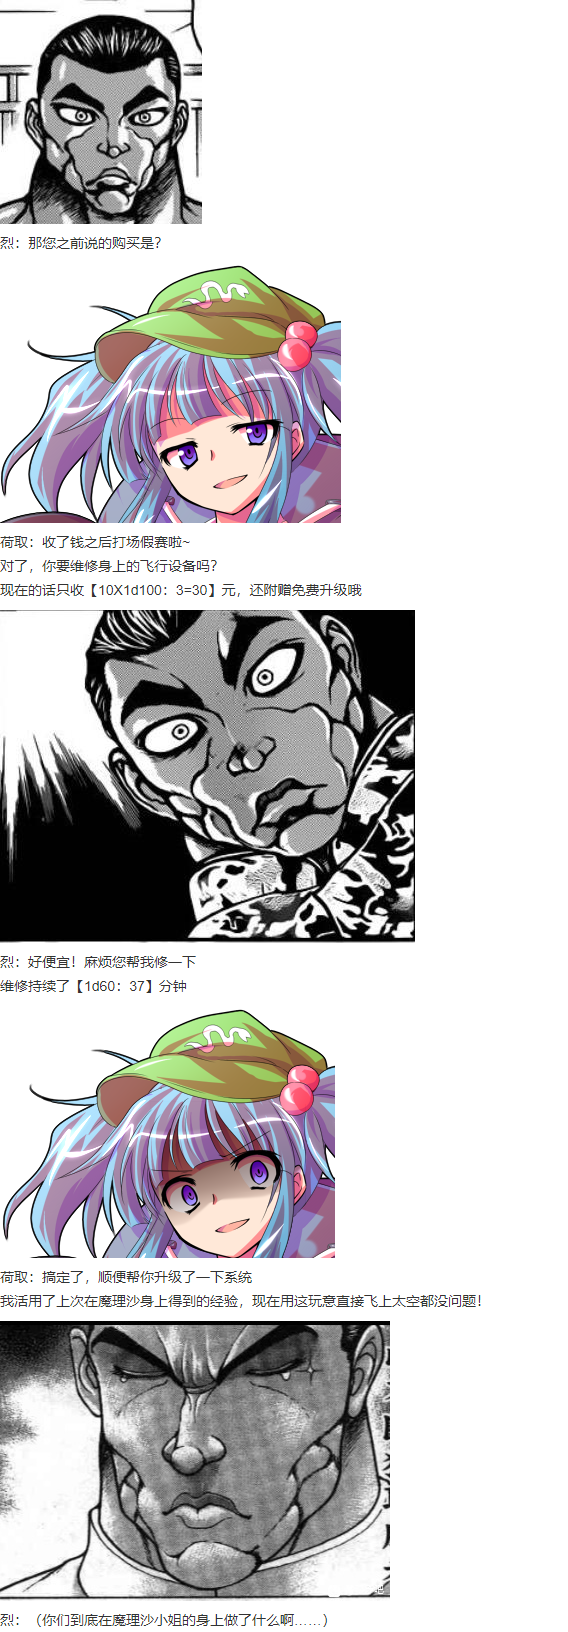 烈：那您之前说的购买是？
荷取：收了钱之后打场假赛啦~
对了，你要维修身上的飞行设备吗？
现在的话只收【10X1d100：3=30】元，还附赠免费升级哦
烈：好便宜！麻烦您帮我修一下
维修持续了【1d60：37】分钟
荷取：搞定了，顺便帮你升级了一下系统
我活用了上次在魔理沙身上得到的经验，现在用这玩意直接飞上太空都没问题！
烈：（你们到底在魔理沙小姐的身上做了什么啊……）